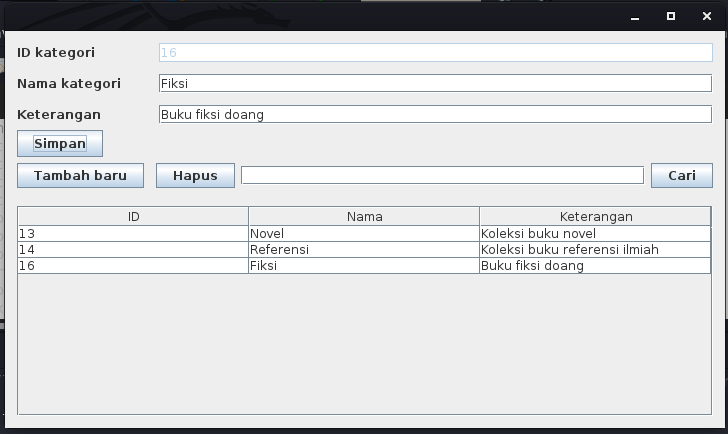 ID kategori 16
Nama kategori Fiksi
Keterangan Buku fiksi doang
Simpan
Tambah baru Hapus Cari
ID Nama Keterangan
13 Novel Koleksi buku novel
14 Referensi Koleksi buku referensi ilmiah
16 Fiksi Buku fiksi doang